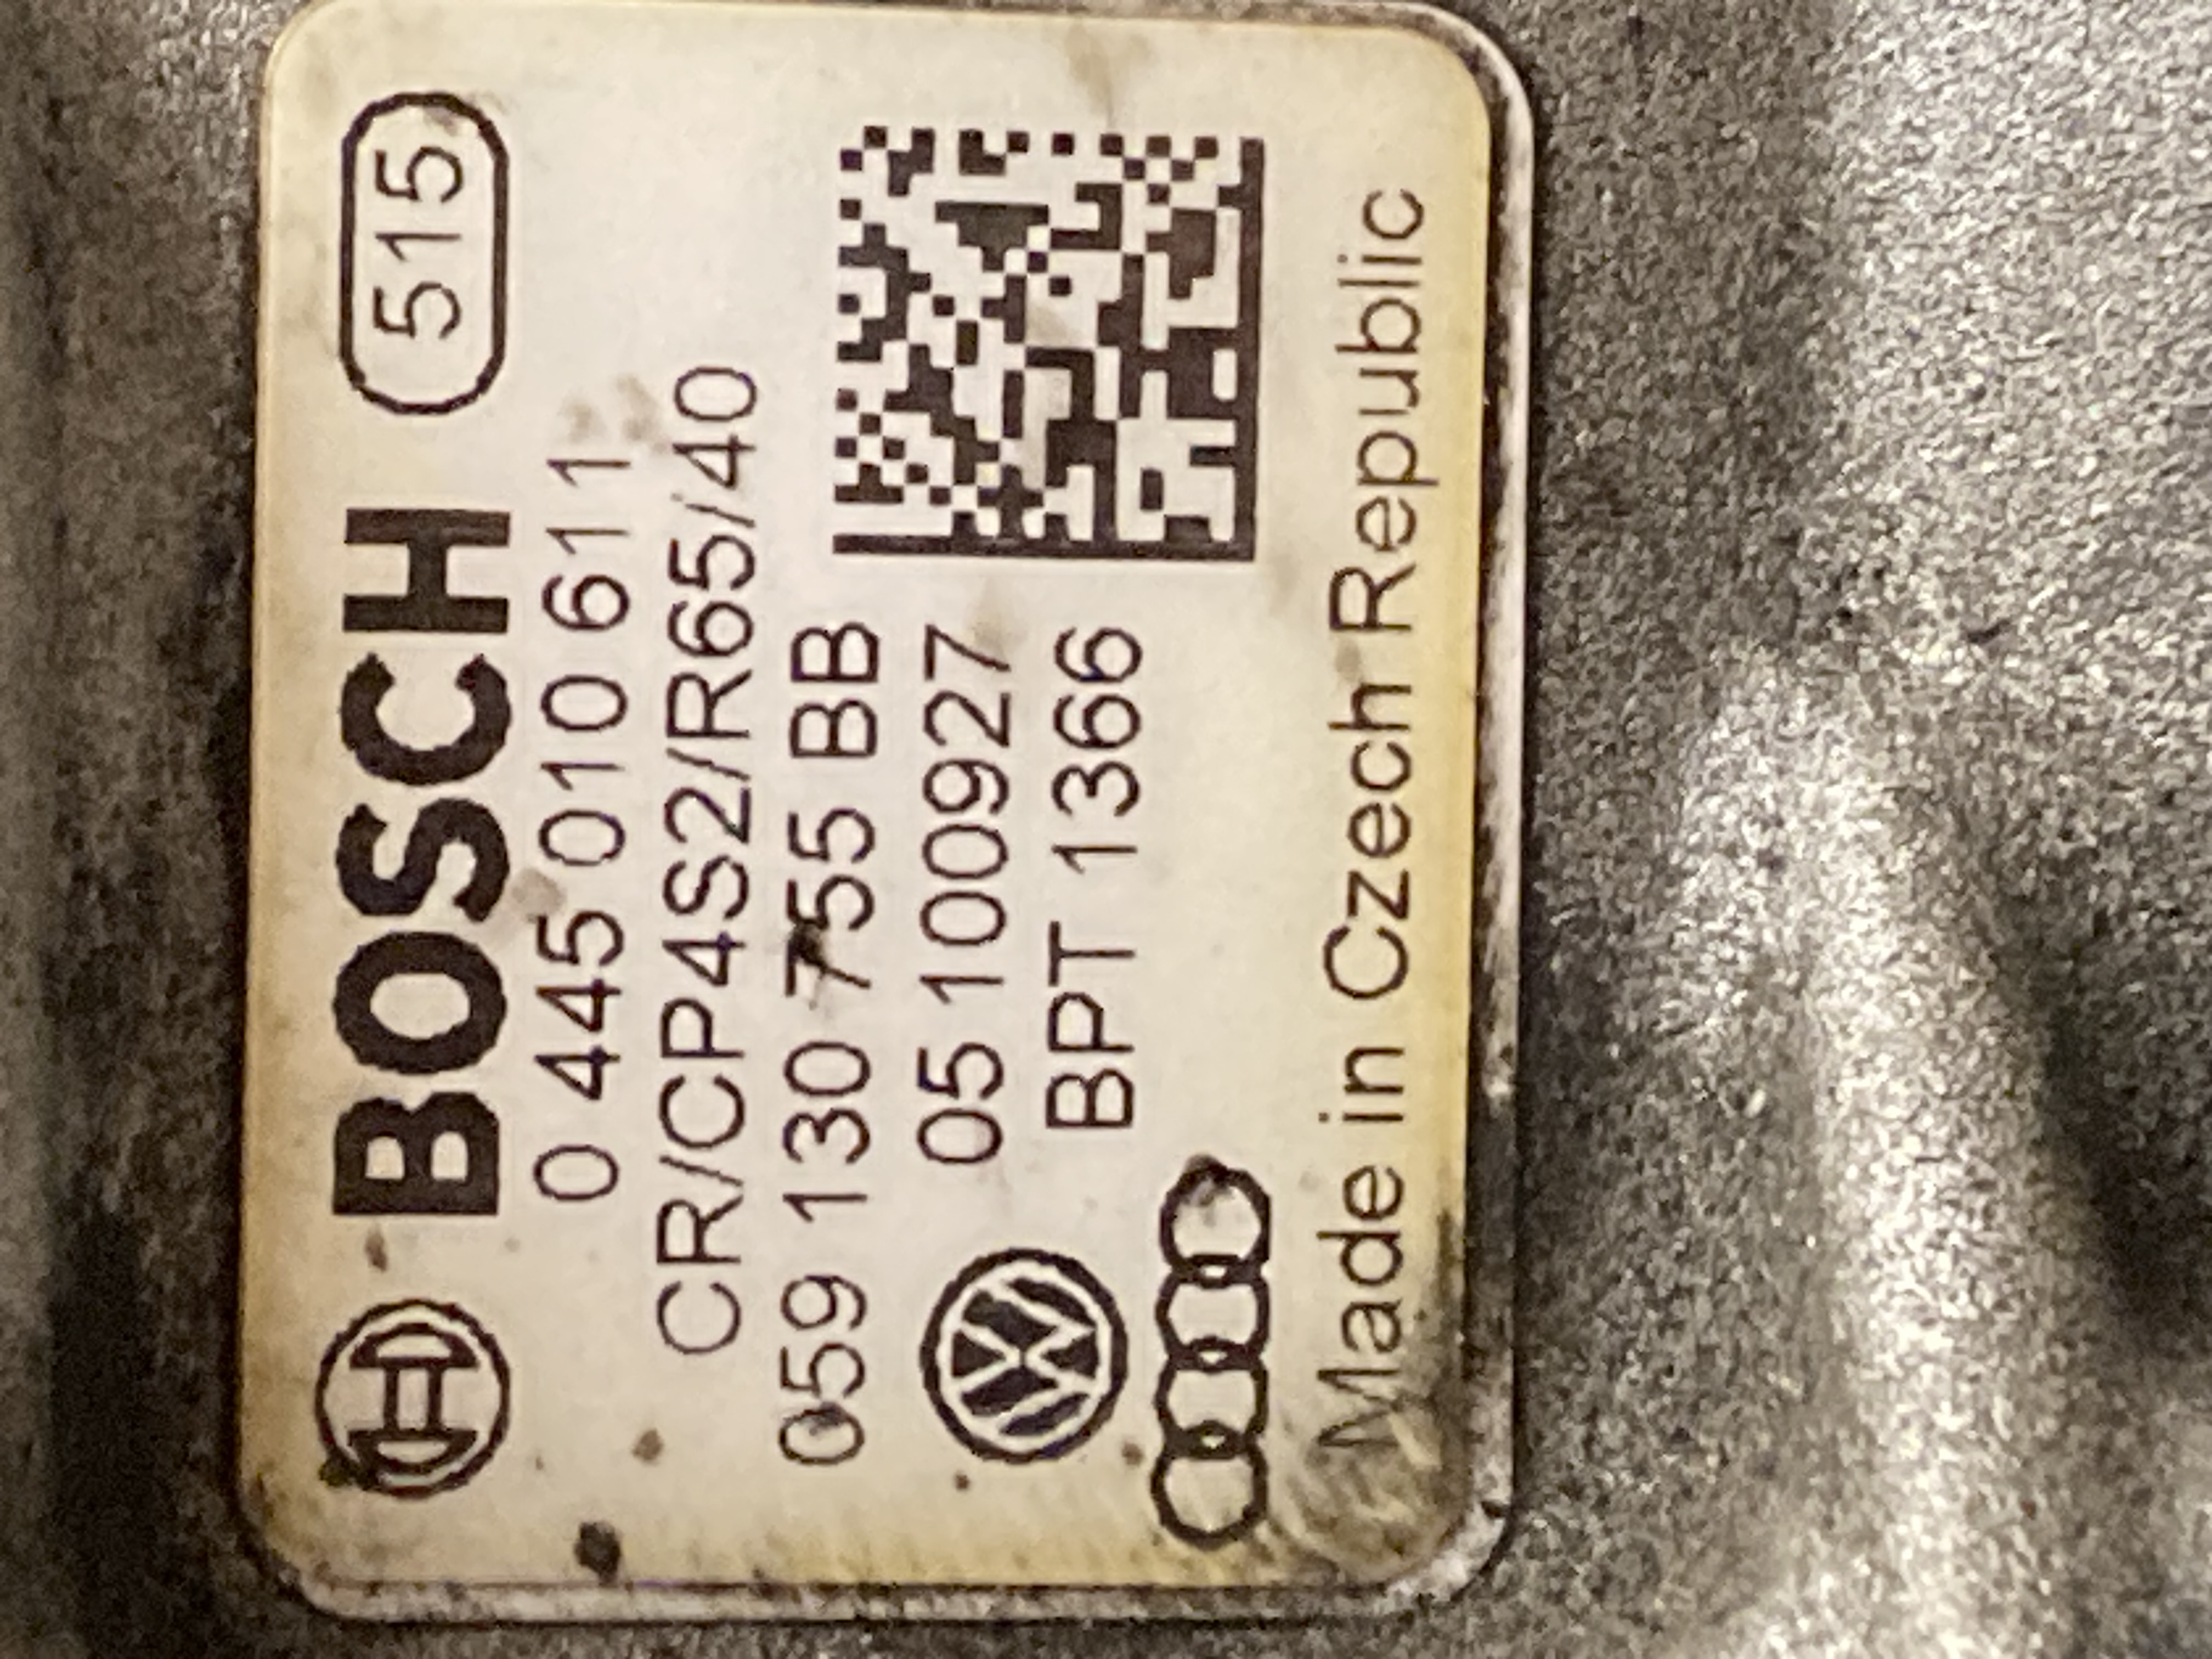 BOSCH 515
0 445 010 611
CR/CP4S2/R65/40
059 130 755 BB
05 100927
BPT 1366
Made in Czech Republic